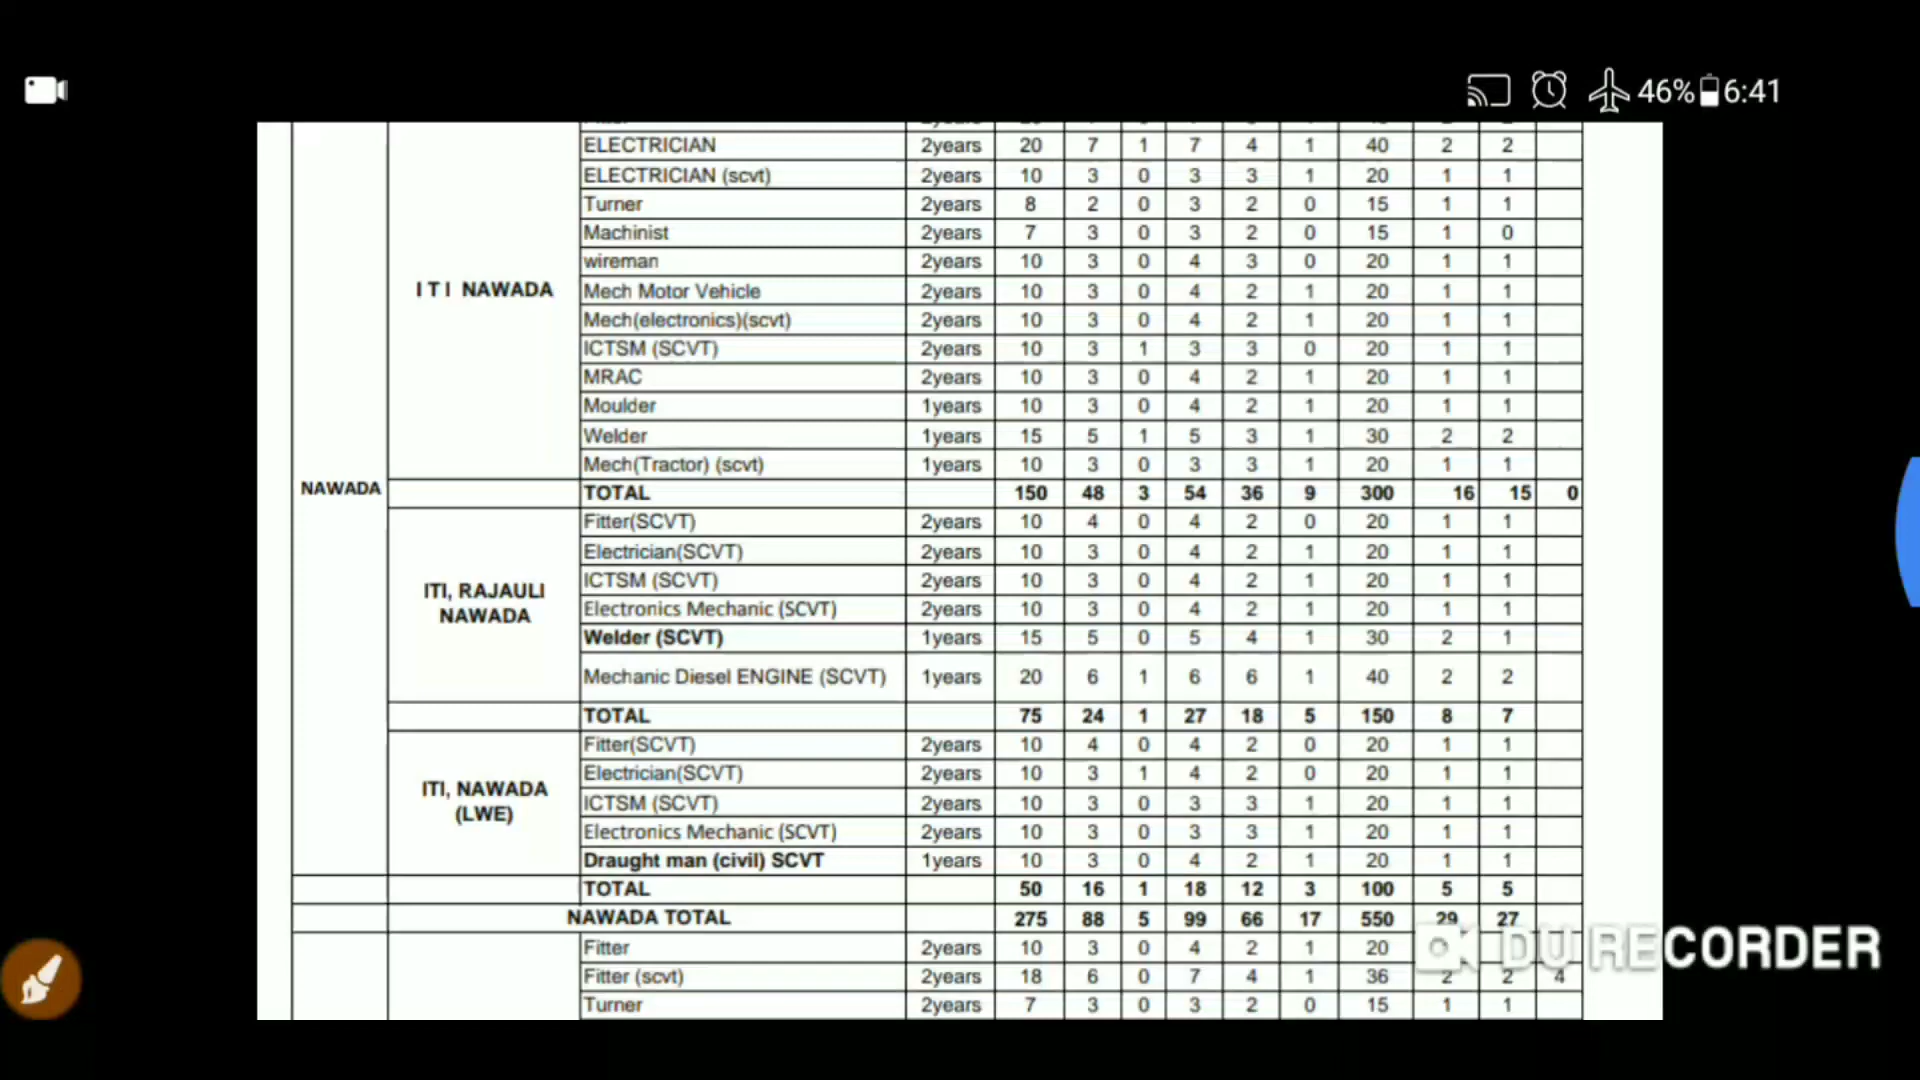 46% 6:41
ELECTRICIAN 2years 20 7 1 7 4 1 40 2 2
ELECTRICIAN (scvt) 2years 10 3 0 3 3 1 20 1 1
Turner 2years 8 2 0 3 2 0 15 1 1
Machinist 2years 7 3 0 3 2 0 15 1 0
wireman 2years 10 3 0 4 3 0 20 1 1
I T I NAWADA Mech Motor Vehicle 2years 10 3 0 4 2 1 20 1 1
Mech(electronics)(scvt) 2years 10 3 0 4 2 1 20 1 1
ICTSM (SCVT) 2years 10 3 1 3 3 0 20 1 1
MRAC 2years 10 3 0 4 2 1 20 1 1
Moulder 1years 10 3 0 4 2 1 20 1 1
Welder 1years 15 5 1 5 3 1 30 2 2
Mech(Tractor) (scvt) 1years 10 3 0 3 3 1 20 1 1
NAWADA TOTAL 150 48 3 54 36 9 300 16 15 0
Fitter(SCVT) 2years 10 4 0 4 2 0 20 1 1
Electrician(SCVT) 2years 10 3 0 4 2 1 20 1 1
ITI, RAJAULI
NAWADA
ICTSM (SCVT) 2years 10 3 0 4 2 1 20 1 1
Electronics Mechanic (SCVT) 2years 10 3 0 4 2 1 20 1 1
Welder (SCVT) 1years 15 5 0 5 4 1 30 2 1
Mechanic Diesel ENGINE (SCVT) 1years 20 6 1 6 6 1 40 2 2
TOTAL 75 24 1 27 18 5 150 8 7
Fitter(SCVT) 2years 10 4 0 4 2 0 20 1 1
Electrician(SCVT) 2years 10 3 1 4 2 0 20 1 1
ITI, NAWADA
(LWE)
ICTSM (SCVT) 2years 10 3 0 3 3 1 20 1 1
Electronics Mechanic (SCVT) 2years 10 3 0 3 3 1 20 1 1
Draught man (civil) SCVT 1years 10 3 0 4 2 1 20 1 1
TOTAL 50 16 1 18 12 3 100 5 5
NAWADA TOTAL 275 88 5 99 66 17 550 29 27
Fitter 2years 10 3 0 4 2 1 20
DU RECORDER
Fitter (scvt) 2years 18 6 0 7 4 1 36 2 2 4
Turner 2years 7 3 0 3 2 0 15 1 1